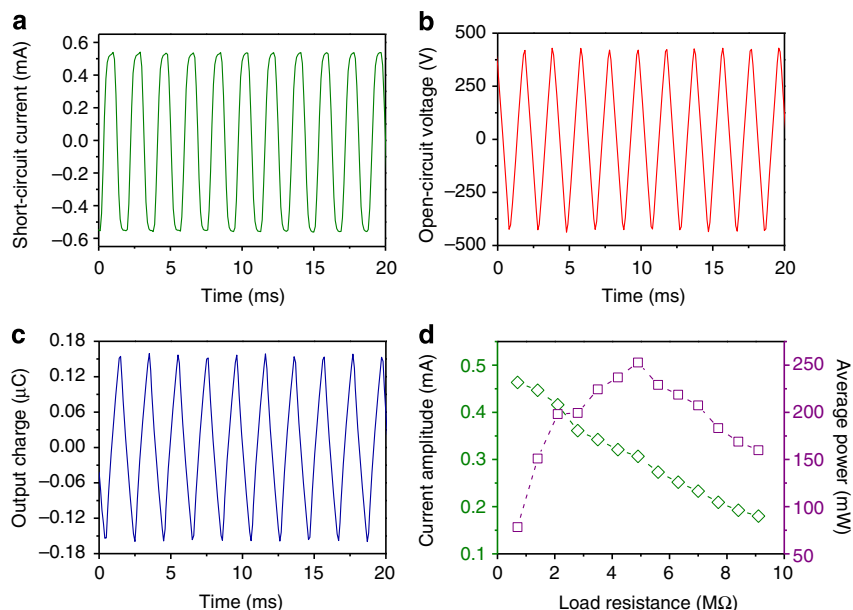 a
Short-circuit current (mA)
0.6
0.4
0.2
0.0
−0.2
−0.4
−0.6
0 5 10 15 20
Time (ms)
b
Open-circuit voltage (V)
500
250
0
−250
−500
0 5 10 15 20
Time (ms)
c
Output charge (μC)
0.18
0.12
0.06
0.00
−0.06
−0.12
−0.18
0 5 10 15 20
Time (ms)
d
Current amplitude (mA)
0.5
0.4
0.3
0.2
0.1
0 2 4 6 8 10
Load resistance (MΩ)
250
200
150
100
50
Average power
(mW)